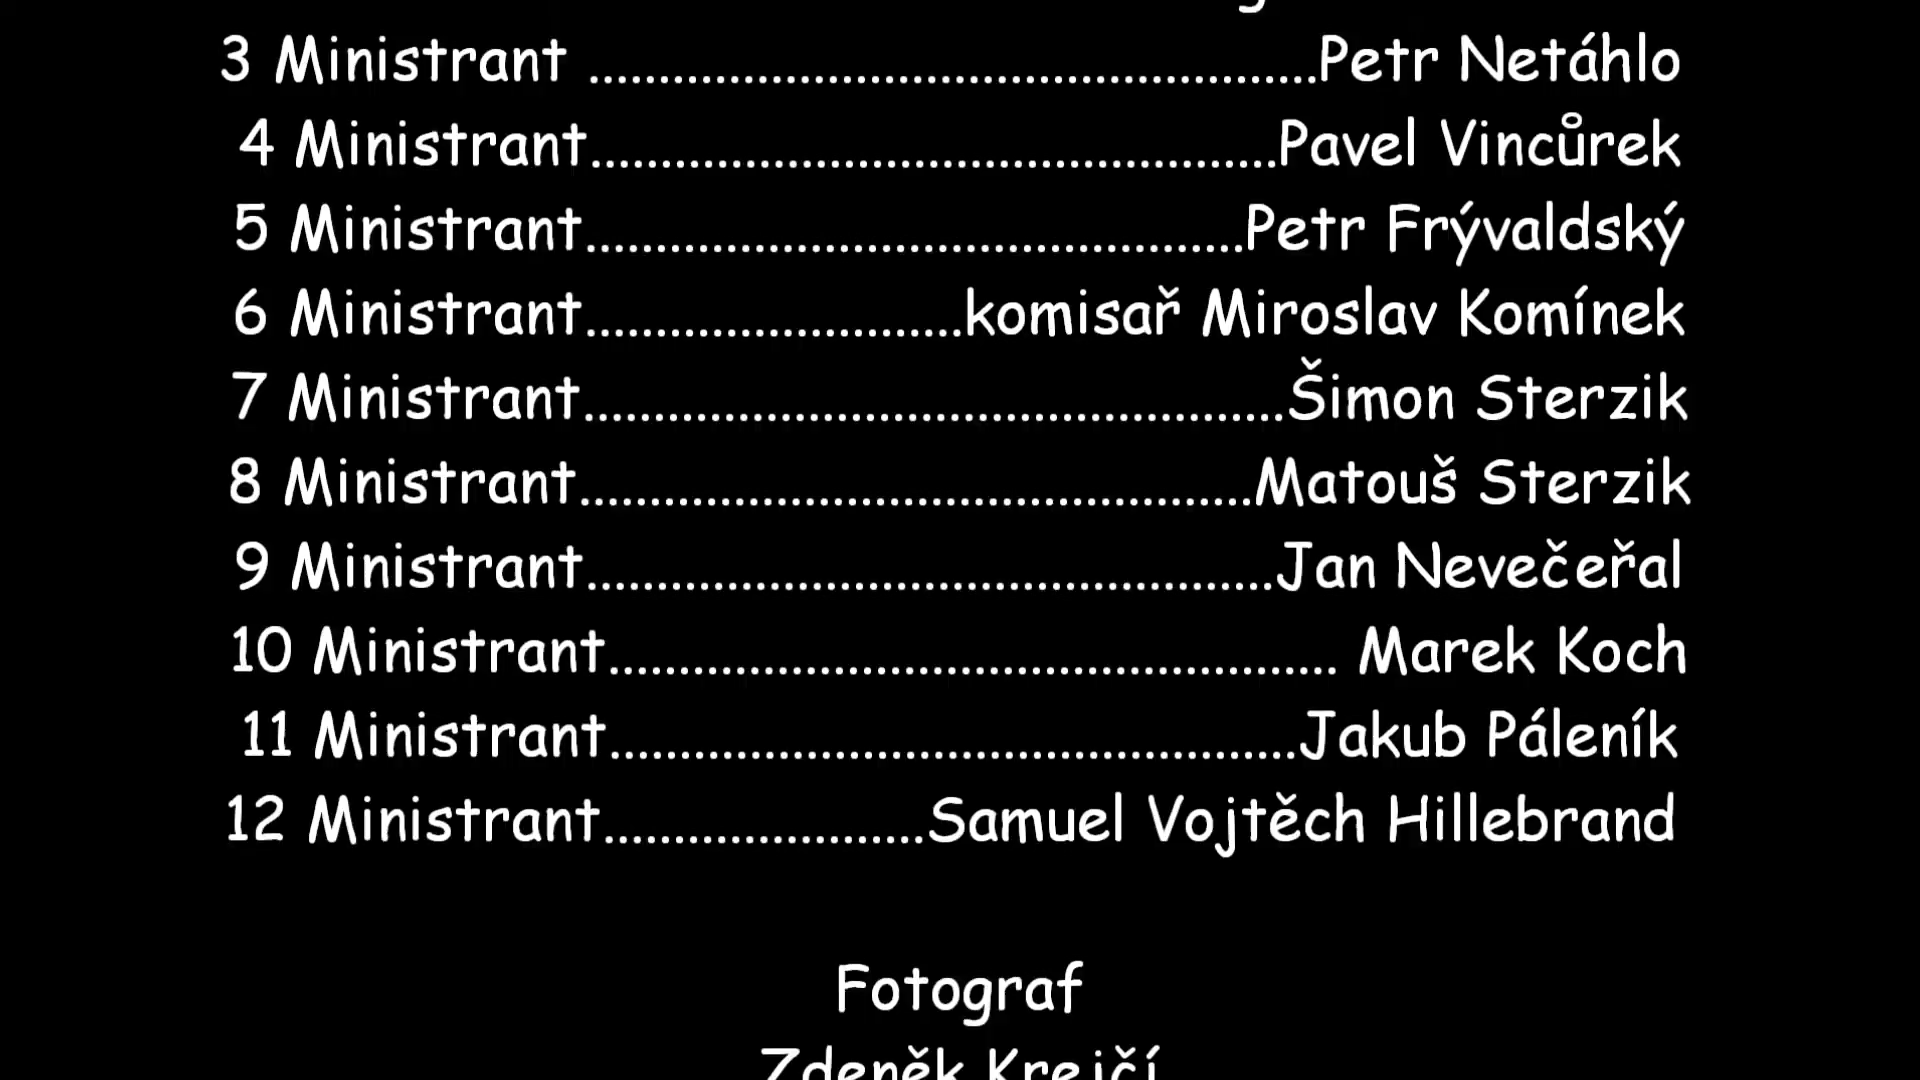 3 Ministrant ....................................................Petr Netáhlo
4 Ministrant.................................................Pavel Vincůrek
5 Ministrant...............................................Petr Frývaldský
6 Ministrant...........................komisař Miroslav Komínek
7 Ministrant..................................................Šimon Sterzik
8 Ministrant................................................Matouš Sterzik
9 Ministrant.................................................Jan Nevečeřal
10 Ministrant.................................................... Marek Koch
11 Ministrant.................................................Jakub Páleník
12 Ministrant.......................Samuel Vojtěch Hillebrand
Fotograf
Zdeněk Krejčí